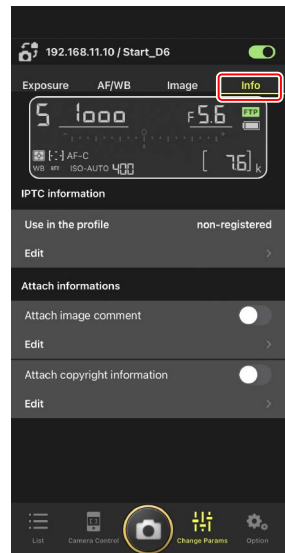 192.168.11.10 / Start_D6
Exposure AF/WB Image Info
S 1000 F5.6 FTP
AF-C
WB ISO-AUTO 400 [ 7.6] k
IPTC information
Use in the profile non-registered
Edit
Attach informations
Attach image comment
Edit
Attach copyright information
Edit
List Camera Control Change Params Option